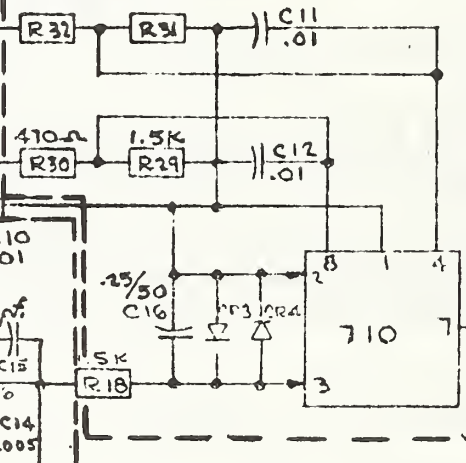 C11
R32 R31
.01
470Ω 1.5K
C12
R30 R29
.01
10
01
8 1 4
.25/50
2
C16 CR3 CR4
710 7
C15
.5K
R18 3
C14
.005